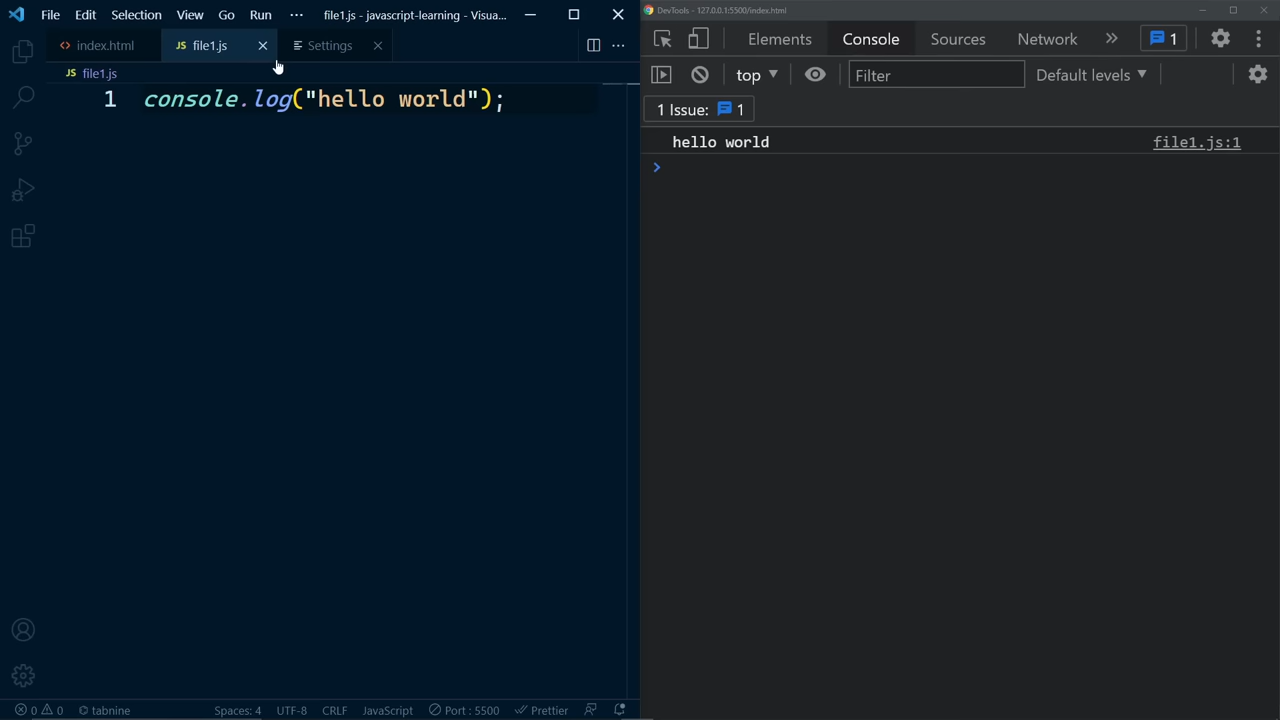 File Edit Selection View Go Run ··· file1.js - javascript-learning - Visua...
index.html file1.js Settings
JS file1.js
1 console.log("hello world");
0 0 tabnine Spaces: 4 UTF-8 CRLF JavaScript Port : 5500 Prettier
DevTools - 127.0.0.1:5500/index.html
Elements Console Sources Network 1
top Filter Default levels
1 Issue: 1
hello world file1.js:1